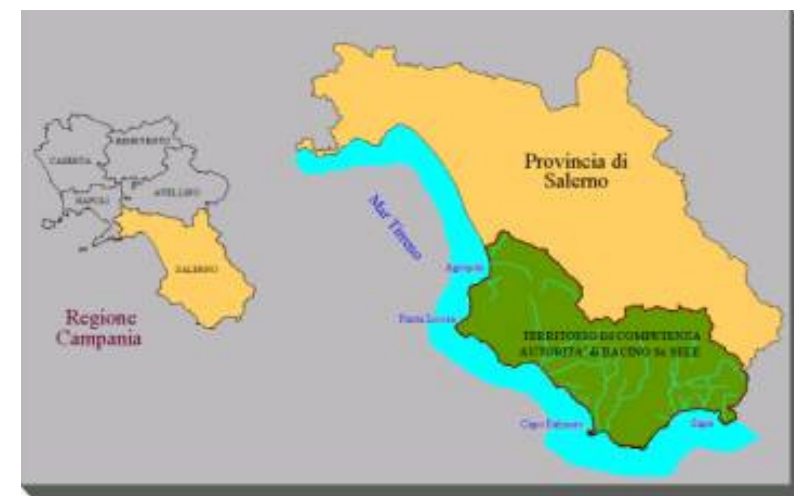 CASERTA
BENEVENTO
NAPOLI
AVELLINO
SALERNO
Regione
Campania
Provincia di
Salerno
Mar Tirreno
Agropoli
Punta Licosa
TERRITORIO DI COMPETENZA
AUTORITA' di BACINO Sx SELE
Capo Palinuro
Sapri